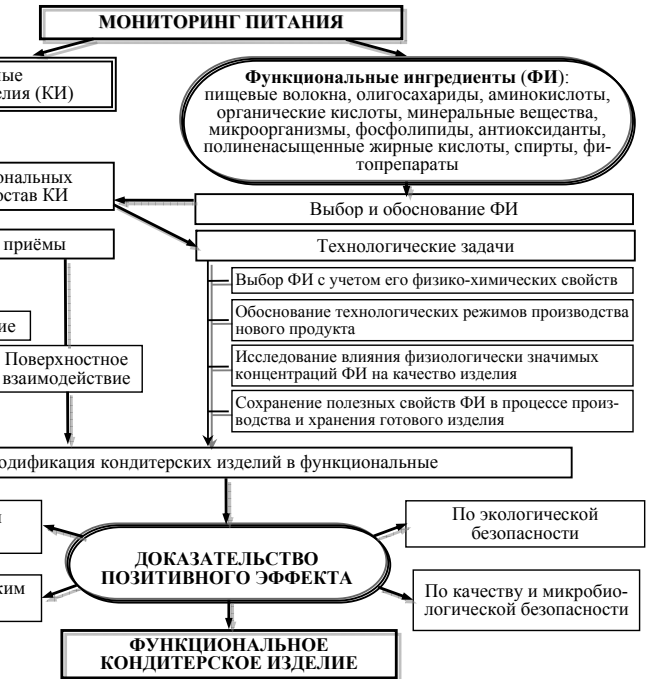 МОНИТОРИНГ ПИТАНИЯ
ные
елия (КИ)
Функциональные ингредиенты (ФИ):
пищевые волокна, олигосахариды, аминокислоты,
органические кислоты, минеральные вещества,
микроорганизмы, фосфолипиды, антиоксиданты,
полиненасыщенные жирные кислоты, спирты, фи-
топрепараты
ональных
остав КИ
Выбор и обоснование ФИ
приёмы
Технологические задачи
Выбор ФИ с учетом его физико-химических свойств
Обоснование технологических режимов производства
нового продукта
ие
Поверхностное
взаимодействие
Исследование влияния физиологически значимых
концентраций ФИ на качество изделия
Сохранение полезных свойств ФИ в процессе произ-
водства и хранения готового изделия
одификация кондитерских изделий в функциональные
По экологической
безопасности
ДОКАЗАТЕЛЬСТВО
ПОЗИТИВНОГО ЭФФЕКТА
ким
По качеству и микробио-
логической безопасности
ФУНКЦИОНАЛЬНОЕ
КОНДИТЕРСКОЕ ИЗДЕЛИЕ